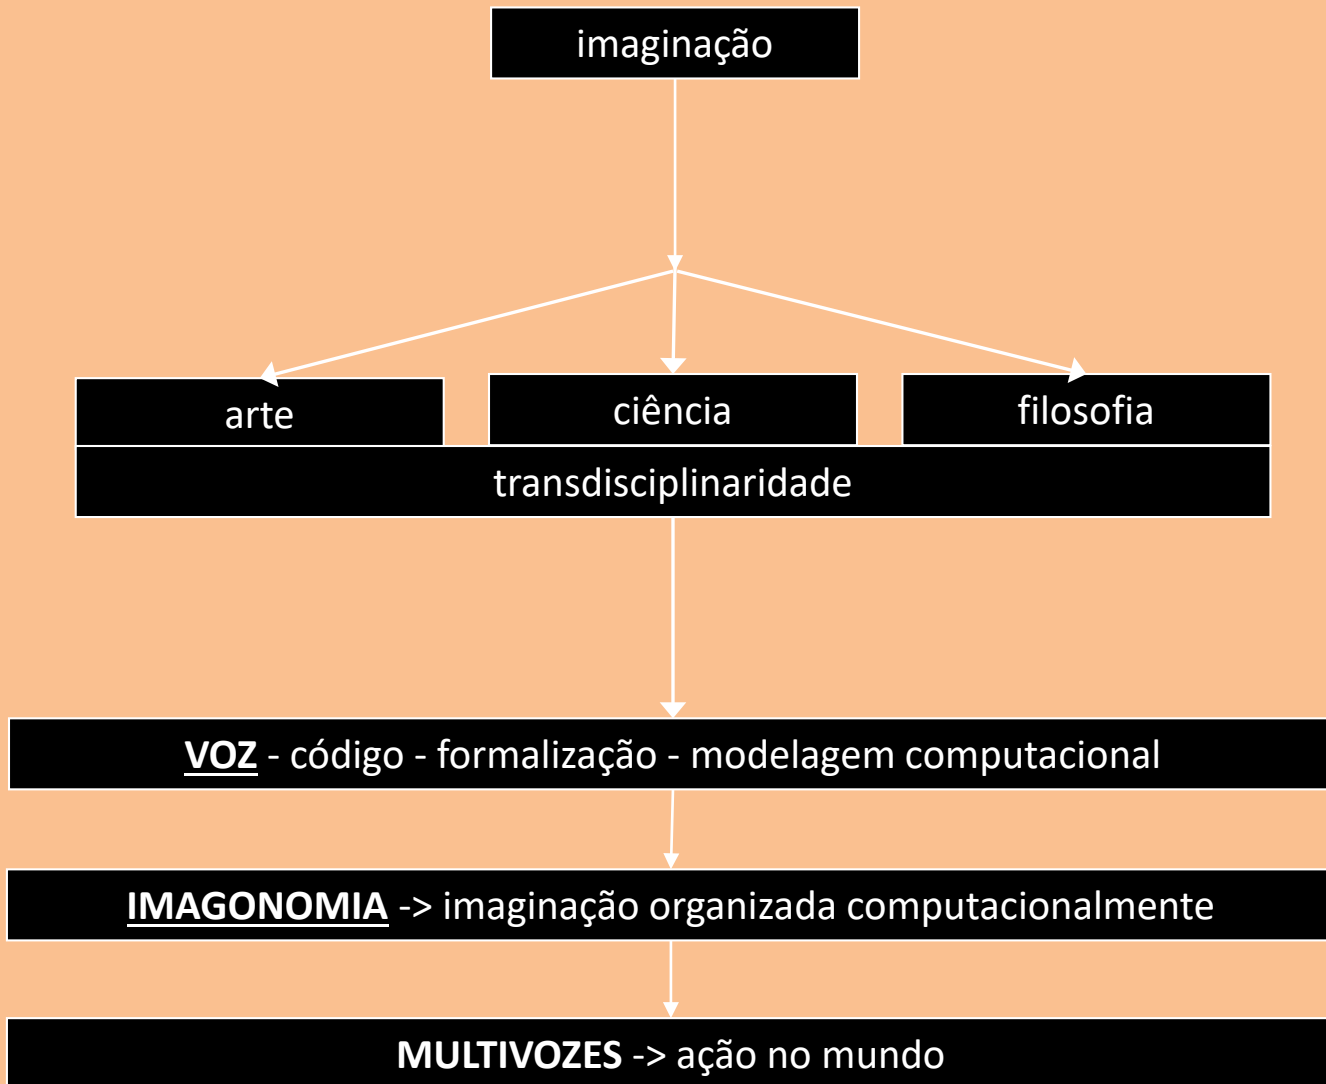 imaginação
arte
ciência
filosofia
transdisciplinaridade
VOZ - código - formalização - modelagem computacional
IMAGONOMIA -> imaginação organizada computacionalmente
MULTIVOZES -> ação no mundo